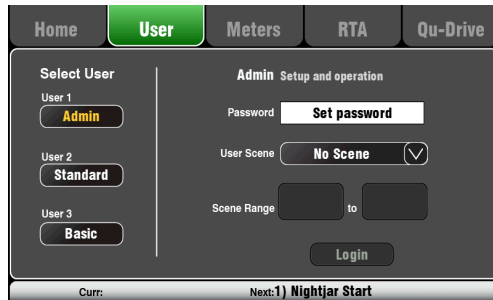 Home User Meters RTA Qu-Drive
Select User
User 1
Admin
User 2
Standard
User 3
Basic
Admin Setup and operation
Password Set password
User Scene No Scene
Scene Range to
Login
Curr: Next:1) Nightjar Start